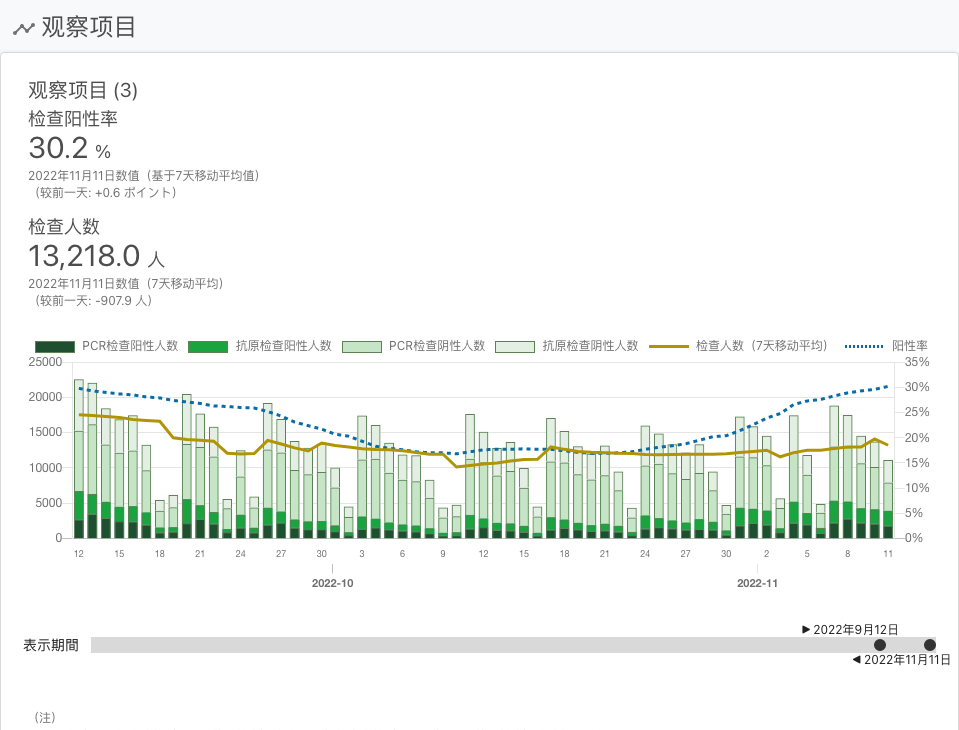 观察项目
观察项目 (3)
检查阳性率
30.2 %
2022年11月11日数值（基于7天移动平均值）
（较前一天: +0.6 ポイント）
检查人数
13,218.0 人
2022年11月11日数值（7天移动平均）
（较前一天: -907.9 人）
PCR检查阳性人数 抗原检查阳性人数 PCR检查阴性人数 抗原检查阴性人数 检查人数（7天移动平均） 阳性率
25000 35%
20000 30%
25%
15000 20%
10000 15%
10%
5000 5%
0 0%
12 15 18 21 24 27 30 3 6 9 12 15 18 21 24 27 30 2 5 8 11
2022-10 2022-11
▶ 2022年9月12日
表示期間
◀ 2022年11月11日
（注）